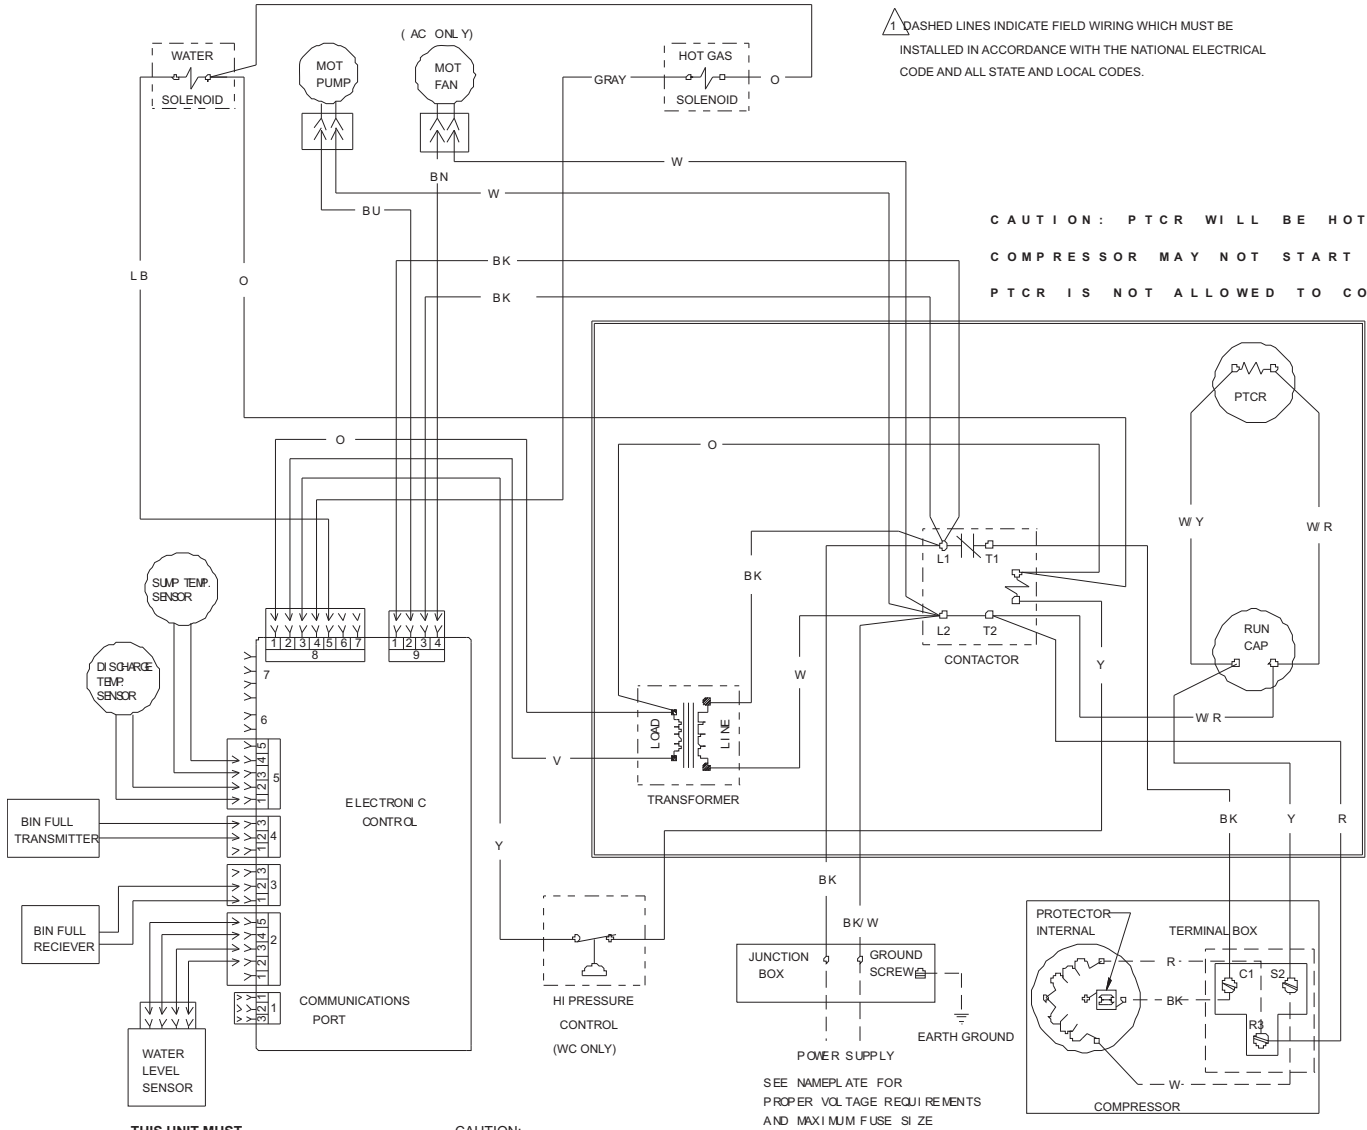 ( AC ONLY)
WATER
SOLENOID
MOT
PUMP
MOT
FAN
GRAY
HOT GAS
SOLENOID
O
1 DASHED LINES INDICATE FIELD WIRING WHICH MUST BE
INSTALLED IN ACCORDANCE WITH THE NATIONAL ELECTRICAL
CODE AND ALL STATE AND LOCAL CODES.
W
BN
W
BU
CAUTION: PTCR WILL BE HOT
COMPRESSOR MAY NOT START
PTCR IS NOT ALLOWED TO CO
BK
LB
O
BK
PTCR
O
O
W/Y
W/R
BK
L1
T1
L2
T2
CONTACTOR
RUN
CAP
W
Y
W/R
SUMP TEMP.
SENSOR
DISCHARGE
TEMP.
SENSOR
1 2 3 4 5 6 7
8
1 2 3 4
9
7
6
5
4
3
2
1
5
LOAD
LINE
TRANSFORMER
V
ELECTRONIC
CONTROL
BIN FULL
TRANSMITTER
3
2
1
4
BK
Y
R
Y
BIN FULL
RECIEVER
3
2
1
3
5
4
3
2
1
2
BK
BK/W
JUNCTION
BOX
GROUND
SCREW
EARTH GROUND
PROTECTOR
INTERNAL
TERMINAL BOX
R
C1
S2
BK
R3
W
COMPRESSOR
1
2
3
1
COMMUNICATIONS
PORT
HI PRESSURE
CONTROL
(WC ONLY)
WATER
LEVEL
SENSOR
POWER SUPPLY
SEE NAMEPLATE FOR
PROPER VOLTAGE REQUIREMENTS
AND MAXIMUM FUSE SIZE
THIS UNIT MUST
CAUTION: